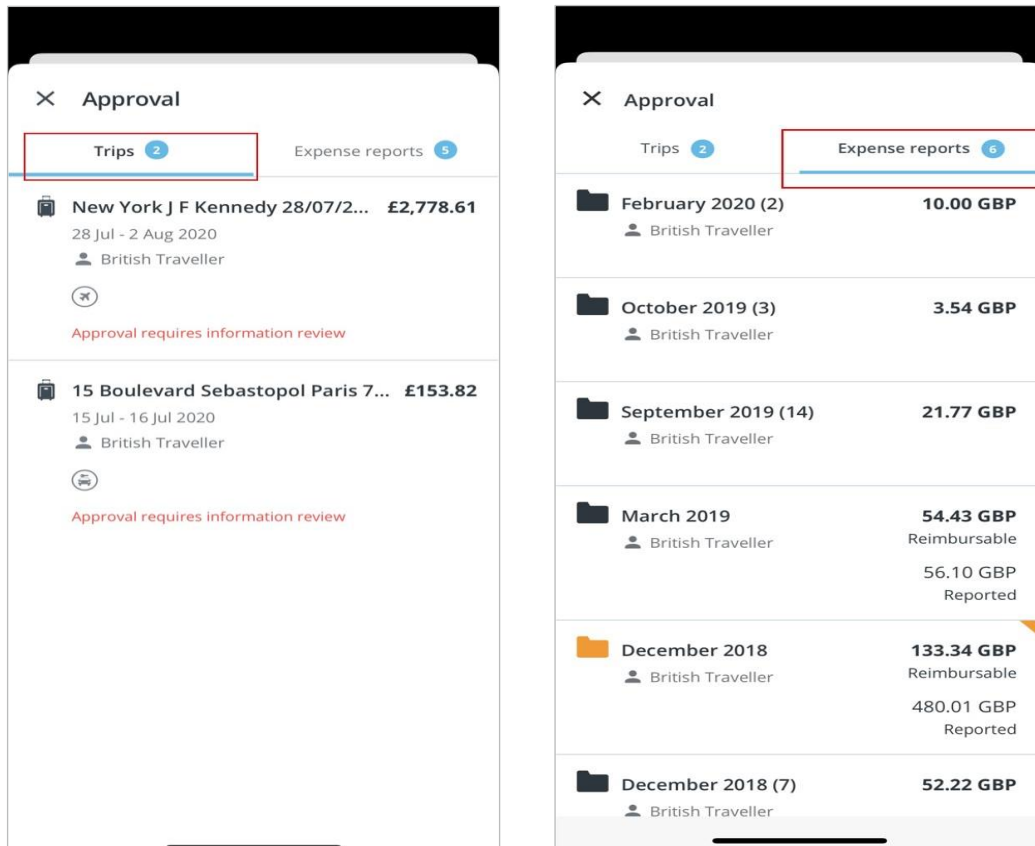 Approval
Trips 2
Expense reports 5
New York J F Kennedy 28/07/2... £2,778.61
28 Jul - 2 Aug 2020
British Traveller
Approval requires information review
15 Boulevard Sebastopol Paris 7... £153.82
15 Jul - 16 Jul 2020
British Traveller
Approval requires information review
Approval
Trips 2
Expense reports 6
February 2020 (2) 10.00 GBP
British Traveller
October 2019 (3) 3.54 GBP
British Traveller
September 2019 (14) 21.77 GBP
British Traveller
March 2019 54.43 GBP
British Traveller Reimbursable
56.10 GBP
Reported
December 2018 133.34 GBP
British Traveller Reimbursable
480.01 GBP
Reported
December 2018 (7) 52.22 GBP
British Traveller